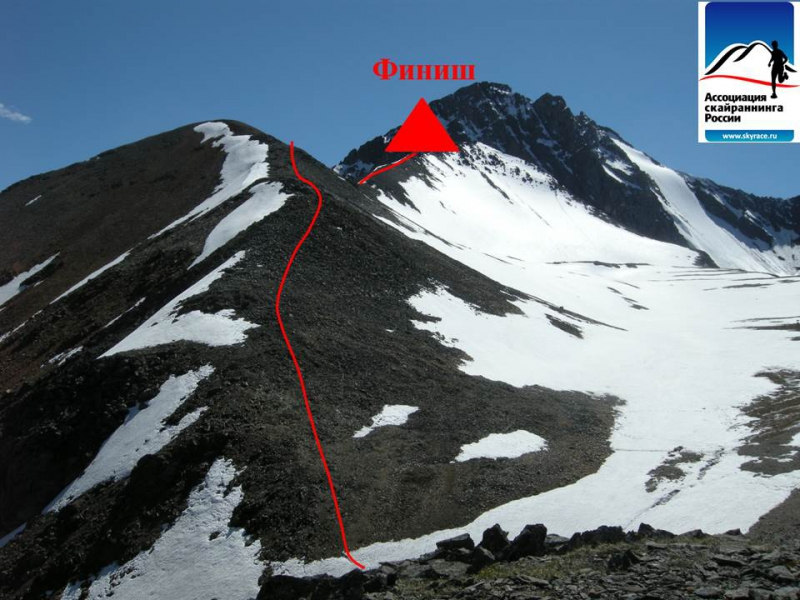 Финиш
Ассоциация
скайраннинга
России
www.skyrace.ru